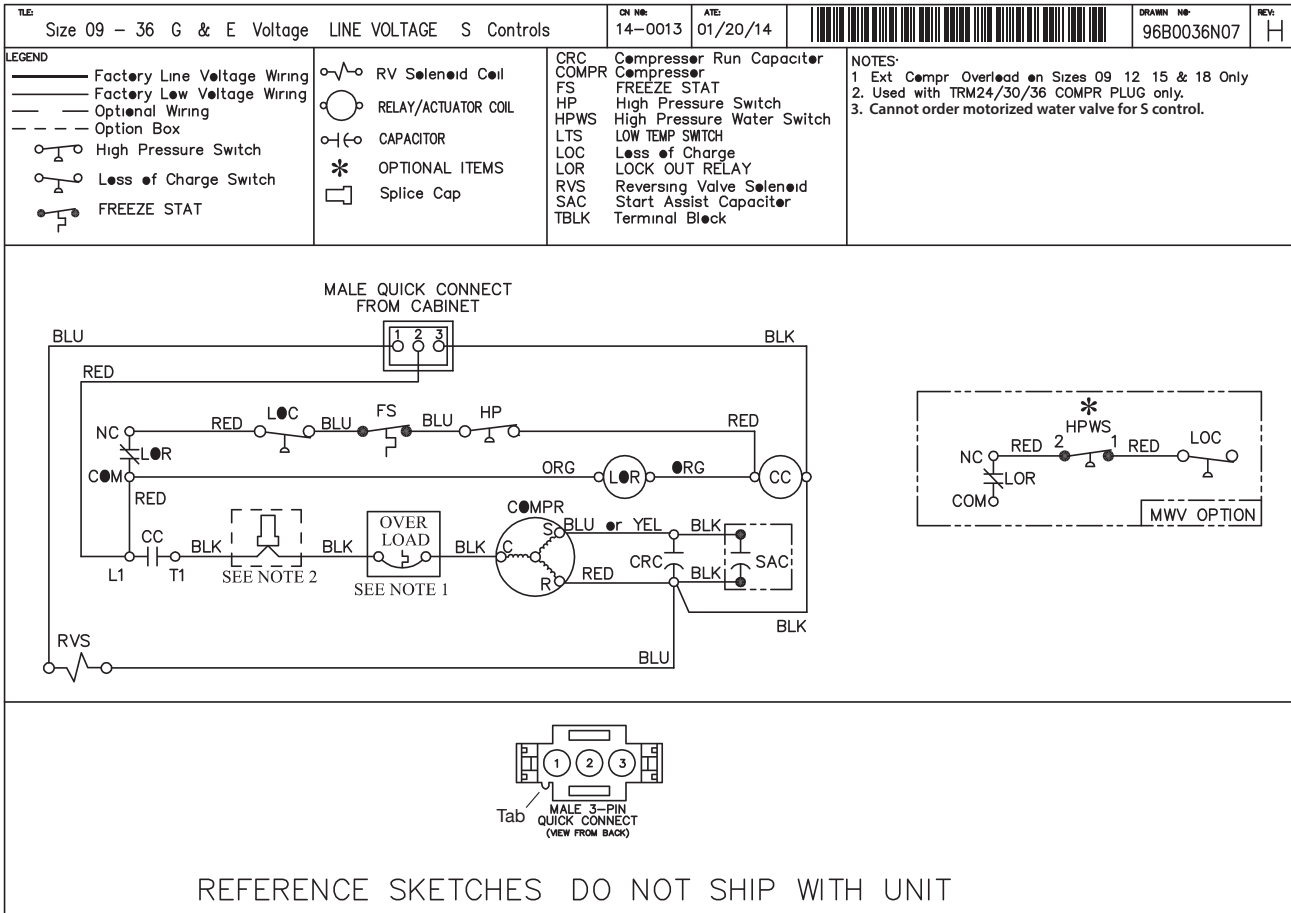 TLE:
Size 09 - 36 G & E Voltage LINE VOLTAGE S Controls
CN NO:
14-0013
ATE:
01/20/14
DRAWIN NO:
96B0036N07
REV:
H
LEGEND
Factory Line Voltage Wiring
Factory Low Voltage Wiring
Optional Wiring
Option Box
High Pressure Switch
Loss of Charge Switch
FREEZE STAT
RV Solenoid Coil
RELAY/ACTUATOR COIL
CAPACITOR
* OPTIONAL ITEMS
Splice Cap
CRC Compressor Run Capacitor
COMPR Compressor
FS FREEZE STAT
HP High Pressure Switch
HPWS High Pressure Water Switch
LTS LOW TEMP SWITCH
LOC Loss of Charge
LOR LOCK OUT RELAY
RVS Reversing Valve Solenoid
SAC Start Assist Capacitor
TBLK Terminal Block
NOTES:
1 Ext Compr Overload on Sizes 09 12 15 & 18 Only
2. Used with TRM24/30/36 COMPR PLUG only.
3. Cannot order motorized water valve for S control.
MALE QUICK CONNECT
FROM CABINET
1 2 3
BLU
BLK
RED
NC
RED
LOC
BLU
FS
BLU
HP
RED
LOR
COM
ORG
LOR
ORG
CC
RED
CC
L1
T1
BLK
SEE NOTE 2
BLK
OVER
LOAD
SEE NOTE 1
BLK
COMPR
C
S
R
BLU or YEL
RED
CRC
BLK
BLK
SAC
BLK
RVS
BLU
*
HPWS
NC
RED
2
1
RED
LOC
LOR
COM
MWV OPTION
1 2 3
Tab
MALE 3-PIN
QUICK CONNECT
(VIEW FROM BACK)
REFERENCE SKETCHES DO NOT SHIP WITH UNIT